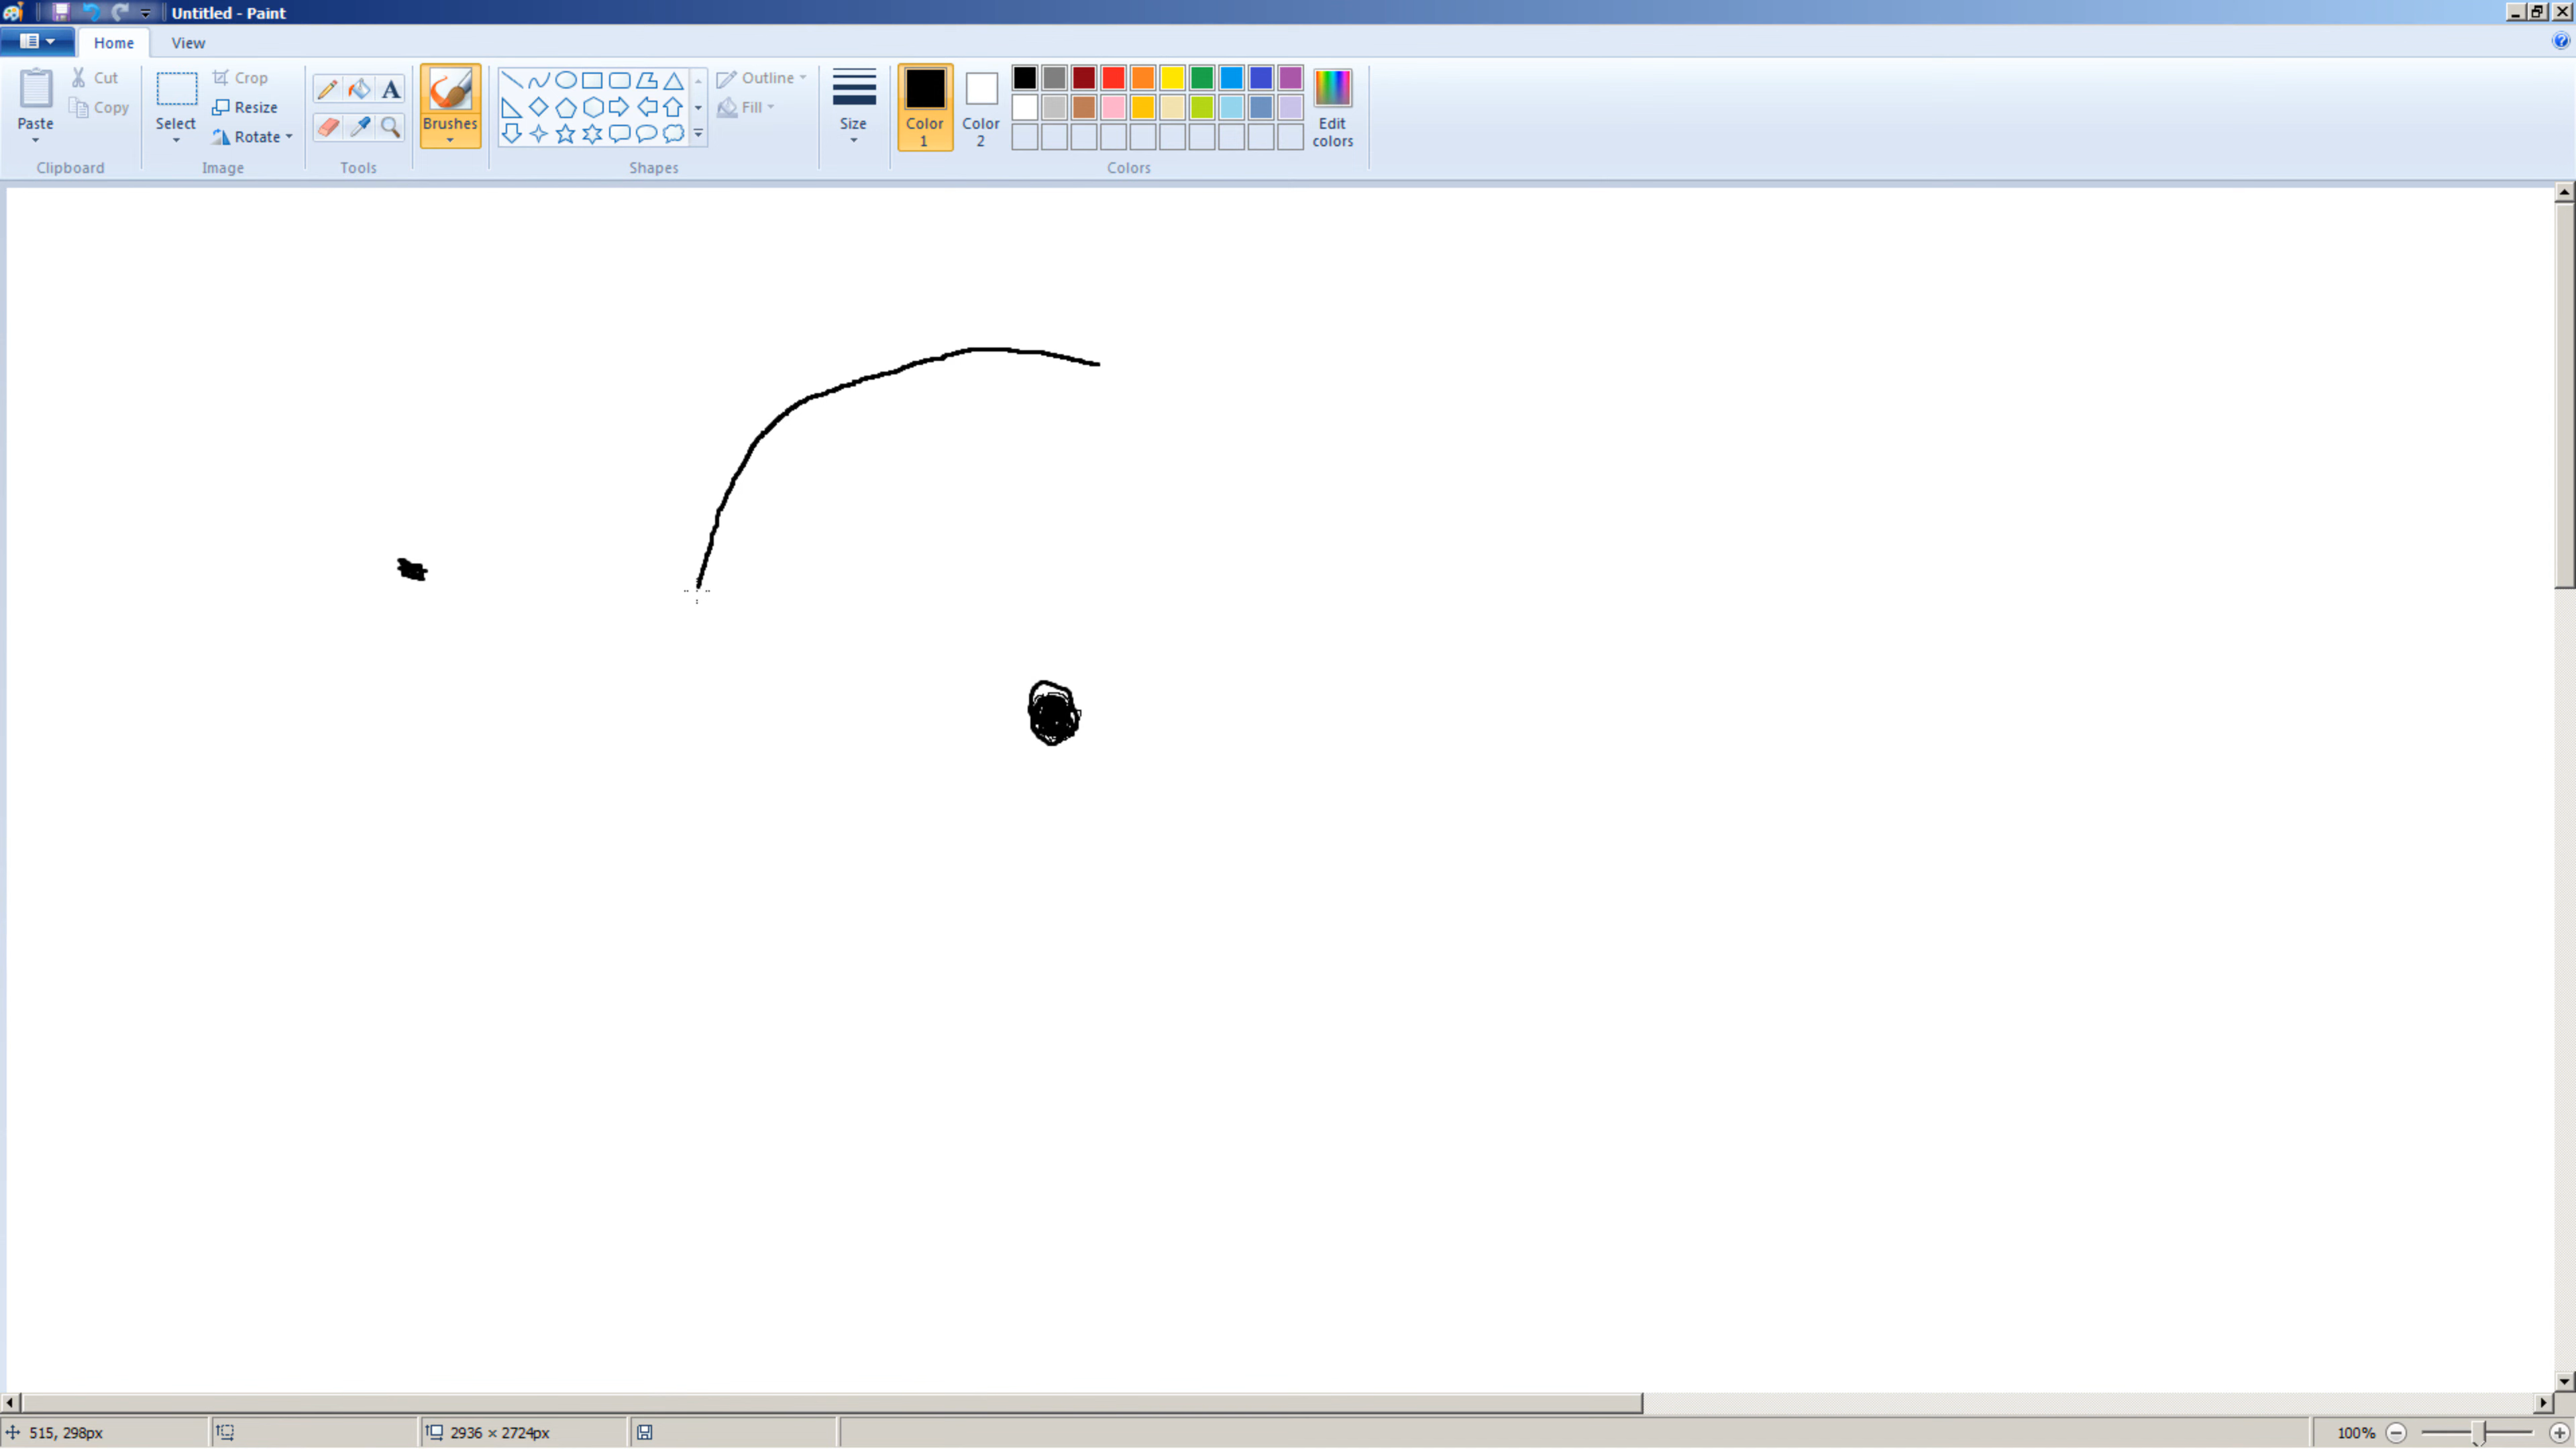 Untitled - Paint
Home View
Cut
Copy
Paste
Clipboard
Crop
Resize
Rotate
Select
Image
A
Tools
Brushes
Shapes
Outline
Fill
Size
Color 1
Color 2
Edit colors
Colors
515, 298px
2936 × 2724px
100%